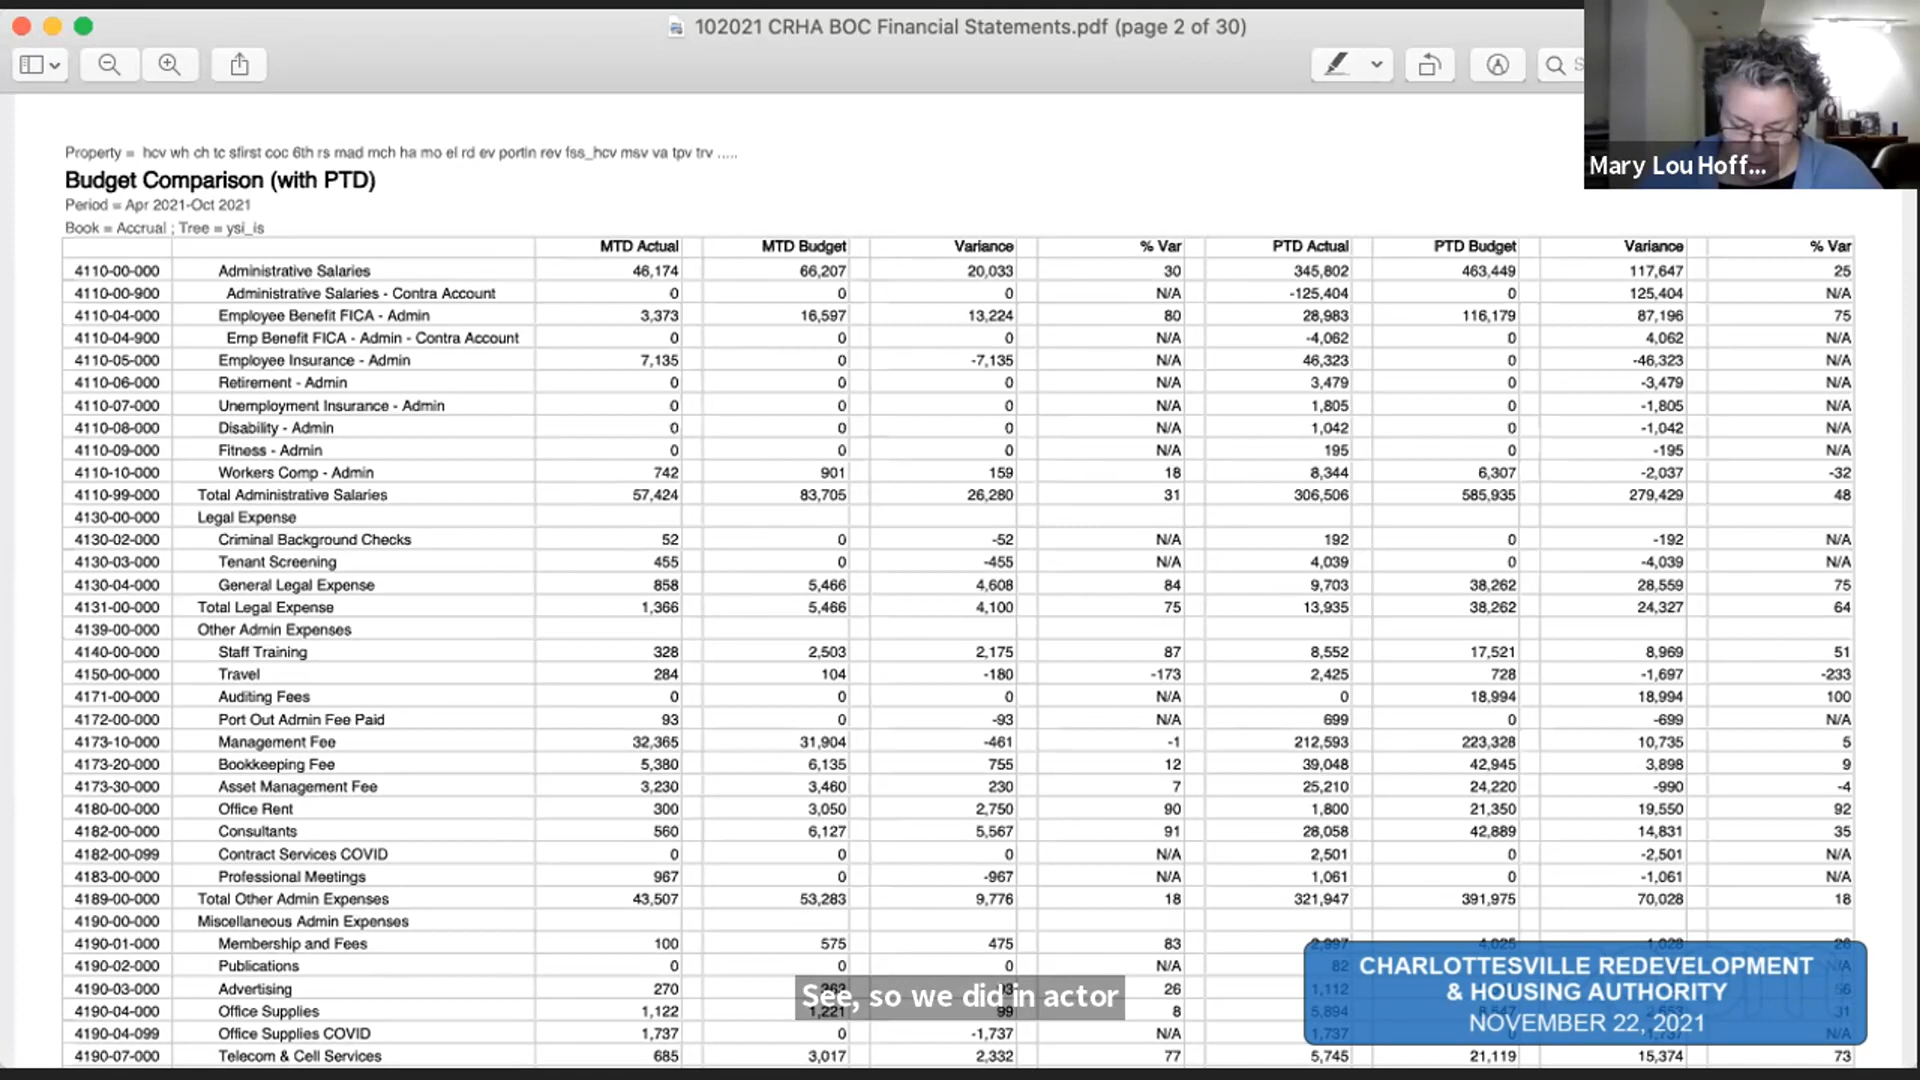 102021 CRHA BOC Financial Statements.pdf (page 2 of 30)
S
Mary Lou Hoff...
Property = hcv wh ch tc sfirst coc 6th rs mad mch ha mo el rd ev portin rev fss_hcv msv va tpv trv .....
Budget Comparison (with PTD)
Period = Apr 2021-Oct 2021
Book = Accrual ; Tree = ysi_is
MTD Actual MTD Budget Variance % Var PTD Actual PTD Budget Variance % Var
4110-00-000 Administrative Salaries 46,174 66,207 20,033 30 345,802 463,449 117,647 25
4110-00-900 Administrative Salaries - Contra Account 0 0 0 N/A -125,404 0 125,404 N/A
4110-04-000 Employee Benefit FICA - Admin 3,373 16,597 13,224 80 28,983 116,179 87,196 75
4110-04-900 Emp Benefit FICA - Admin - Contra Account 0 0 0 N/A -4,062 0 4,062 N/A
4110-05-000 Employee Insurance - Admin 7,135 0 -7,135 N/A 46,323 0 -46,323 N/A
4110-06-000 Retirement - Admin 0 0 0 N/A 3,479 0 -3,479 N/A
4110-07-000 Unemployment Insurance - Admin 0 0 0 N/A 1,805 0 -1,805 N/A
4110-08-000 Disability - Admin 0 0 0 N/A 1,042 0 -1,042 N/A
4110-09-000 Fitness - Admin 0 0 0 N/A 195 0 -195 N/A
4110-10-000 Workers Comp - Admin 742 901 159 18 8,344 6,307 -2,037 -32
4110-99-000 Total Administrative Salaries 57,424 83,705 26,280 31 306,506 585,935 279,429 48
4130-00-000 Legal Expense
4130-02-000 Criminal Background Checks 52 0 -52 N/A 192 0 -192 N/A
4130-03-000 Tenant Screening 455 0 -455 N/A 4,039 0 -4,039 N/A
4130-04-000 General Legal Expense 858 5,466 4,608 84 9,703 38,262 28,559 75
4131-00-000 Total Legal Expense 1,366 5,466 4,100 75 13,935 38,262 24,327 64
4139-00-000 Other Admin Expenses
4140-00-000 Staff Training 328 2,503 2,175 87 8,552 17,521 8,969 51
4150-00-000 Travel 284 104 -180 -173 2,425 728 -1,697 -233
4171-00-000 Auditing Fees 0 0 0 N/A 0 18,994 18,994 100
4172-00-000 Port Out Admin Fee Paid 93 0 -93 N/A 699 0 -699 N/A
4173-10-000 Management Fee 32,365 31,904 -461 -1 212,593 223,328 10,735 5
4173-20-000 Bookkeeping Fee 5,380 6,135 755 12 39,048 42,945 3,898 9
4173-30-000 Asset Management Fee 3,230 3,460 230 7 25,210 24,220 -990 -4
4180-00-000 Office Rent 300 3,050 2,750 90 1,800 21,350 19,550 92
4182-00-000 Consultants 560 6,127 5,567 91 28,058 42,889 14,831 35
4182-00-099 Contract Services COVID 0 0 0 N/A 2,501 0 -2,501 N/A
4183-00-000 Professional Meetings 967 0 -967 N/A 1,061 0 -1,061 N/A
4189-00-000 Total Other Admin Expenses 43,507 53,283 9,776 18 321,947 391,975 70,028 18
4190-00-000 Miscellaneous Admin Expenses
4190-01-000 Membership and Fees 100 575 475 83 2,997 4,025 1,028 26
4190-02-000 Publications 0 0 0 N/A 82
4190-03-000 Advertising 270 26 1,112
4190-04-000 Office Supplies 1,122 1,221 99 8 5,894 31
4190-04-099 Office Supplies COVID 1,737 0 -1,737 N/A 1,737
4190-07-000 Telecom & Cell Services 685 3,017 2,332 77 5,745 21,119 15,374 73
See, so we did in actor
CHARLOTTESVILLE REDEVELOPMENT
& HOUSING AUTHORITY
NOVEMBER 22, 2021